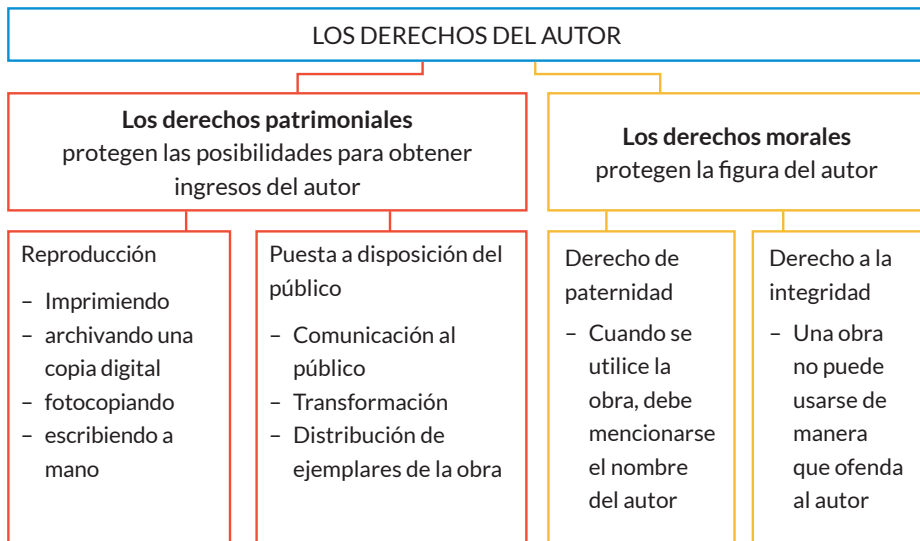 LOS DERECHOS DEL AUTOR
Los derechos patrimoniales
protegen las posibilidades para obtener
ingresos del autor
Los derechos morales
protegen la figura del autor
Reproducción
– Imprimiendo
– archivando una
copia digital
– fotocopiando
– escribiendo a
mano
Puesta a disposición del
público
– Comunicación al
público
– Transformación
– Distribución de
ejemplares de la obra
Derecho de
paternidad
– Cuando se
utilice la
obra, debe
mencionarse
el nombre
del autor
Derecho a la
integridad
– Una obra
no puede
usarse de
manera
que ofenda
al autor